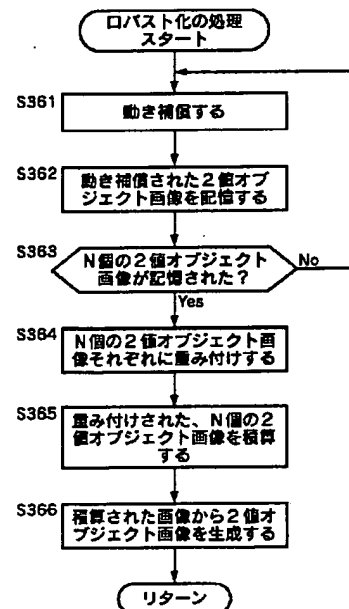 ロバスト化の処理
スタート
S361
動き補償する
S362
動き補償された2値オブ
ジェクト画像を記憶する
S363
N個の2値オブジェクト
画像が記憶された?
No
Yes
S364
N個の2値オブジェクト画
像それぞれに重み付けする
S365
重み付けされた、N個の2
値オブジェクト画像を積算
する
S366
積算された画像から2値オ
ブジェクト画像を生成する
リターン